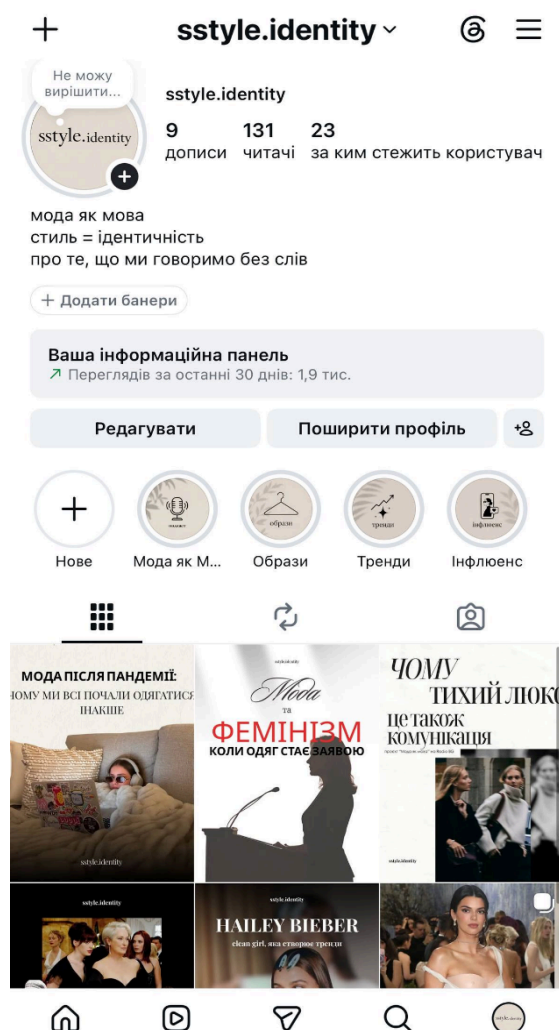 sstyle.identity
Не можу
вирішити...
sstyle.identity
sstyle.identity
9 131 23
дописи читачі за ким стежить користувач
мода як мова
стиль = ідентичність
про те, що ми говоримо без слів
+ Додати банери
Ваша інформаційна панель
Переглядів за останні 30 днів: 1,9 тис.
Редагувати
Поширити профіль
образи
тренди
інфлюенс
Нове
Мода як М...
Образи
Тренди
Інфлюенс
МОДА ПІСЛЯ ПАНДЕМІЇ:
ЧОМУ МИ ВСІ ПОЧАЛИ ОДЯГАТИСЯ
ІНАКШЕ
sstyle.identity
sstyle.identity
Мода
та
ФЕМІНІЗМ
КОЛИ ОДЯГ СТАЄ ЗАЯВОЮ
ЧОМУ
ТИХИЙ ЛЮКС
ЦЕ ТАКОЖ
КОМУНІКАЦІЯ
sstyle.identity
sstyle.identity
sstyle.identity
HAILEY BIEBER
clean girl, яка створює тренди